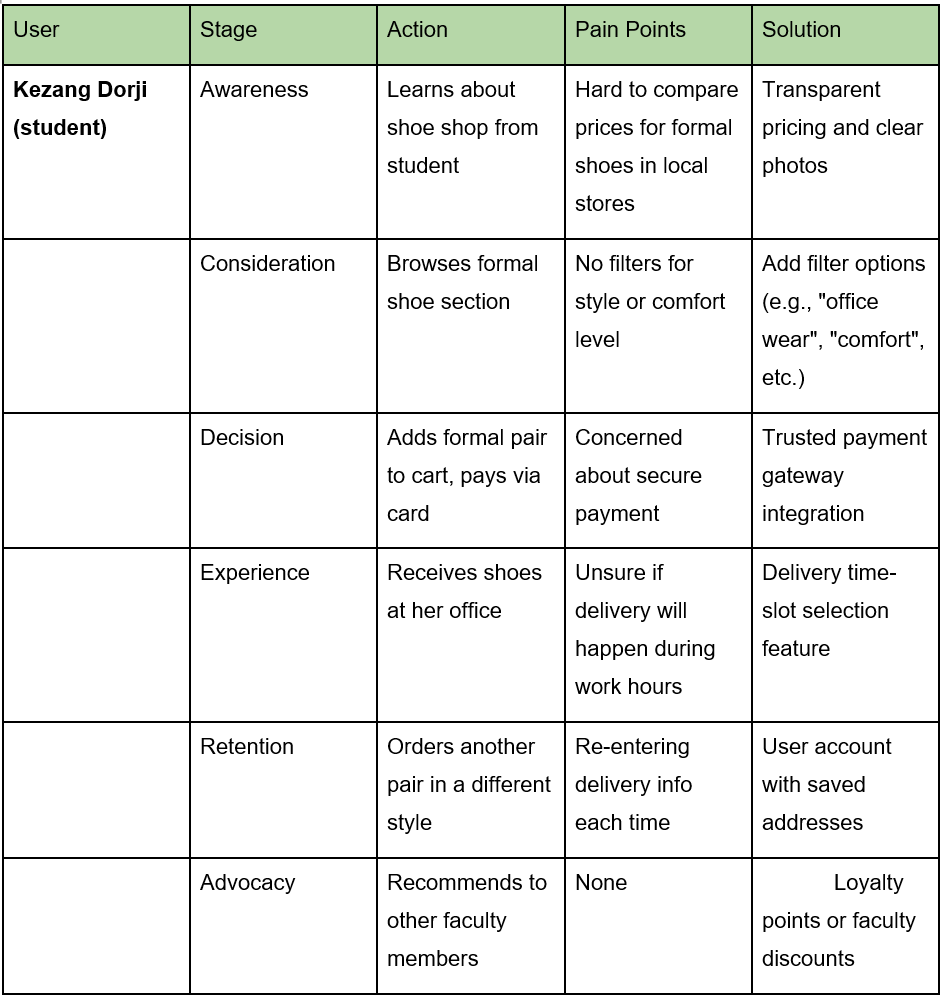 User
Stage
Action
Pain Points
Solution
Kezang Dorji
(student)
Awareness
Learns about
shoe shop from
student
Hard to compare
prices for formal
shoes in local
stores
Transparent
pricing and clear
photos
Consideration
Browses formal
shoe section
No filters for
style or comfort
level
Add filter options
(e.g., "office
wear", "comfort",
etc.)
Decision
Adds formal pair
to cart, pays via
card
Concerned
about secure
payment
Trusted payment
gateway
integration
Experience
Receives shoes
at her office
Unsure if
delivery will
happen during
work hours
Delivery time-
slot selection
feature
Retention
Orders another
pair in a different
style
Re-entering
delivery info
each time
User account
with saved
addresses
Advocacy
Recommends to
other faculty
members
None
Loyalty
points or faculty
discounts